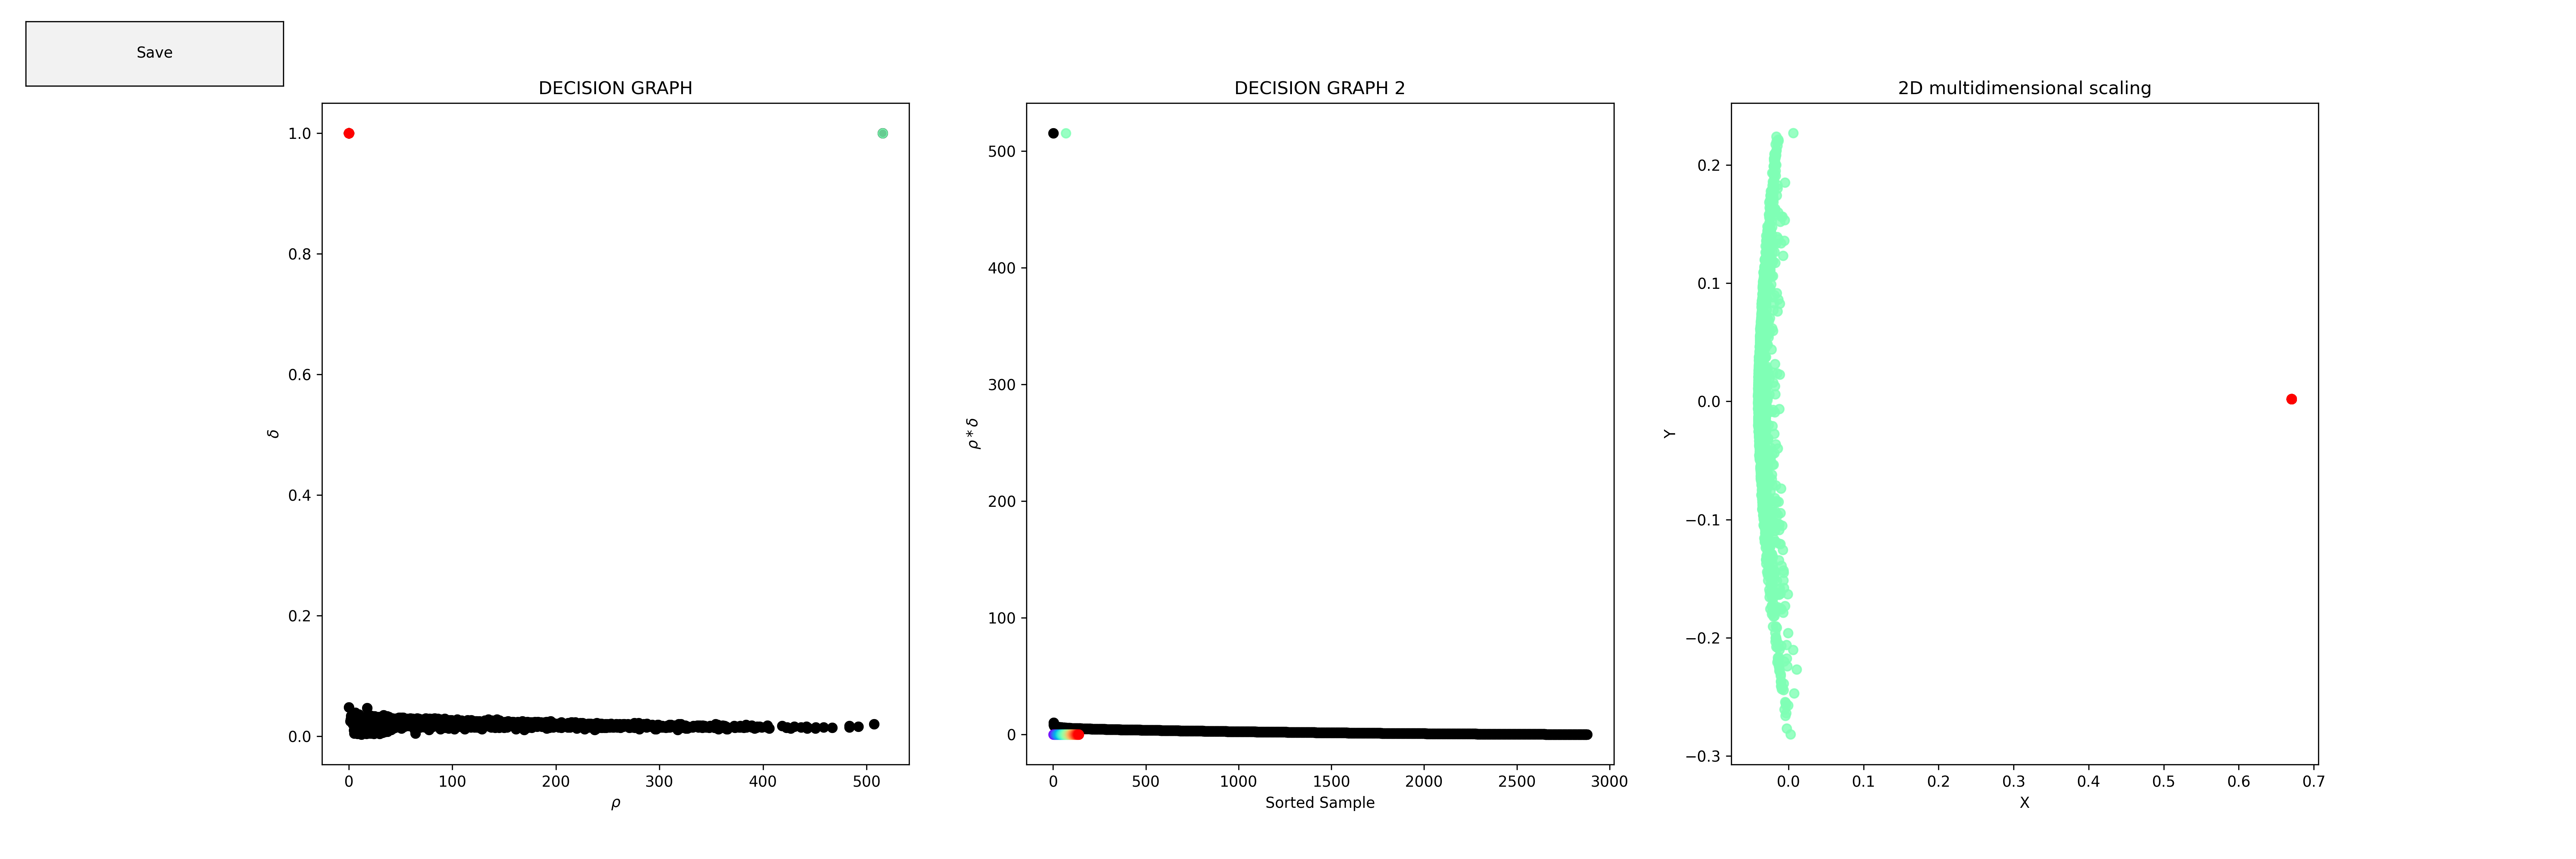 Save
DECISION GRAPH
1.0
0.8
0.6
0.4
0.2
0.0
δ
0 100 200 300 400 500
ρ
DECISION GRAPH 2
500
400
300
200
100
0
ρ * δ
0 500 1000 1500 2000 2500 3000
Sorted Sample
2D multidimensional scaling
0.2
0.1
0.0
−0.1
−0.2
−0.3
Y
0.0 0.1 0.2 0.3 0.4 0.5 0.6 0.7
X